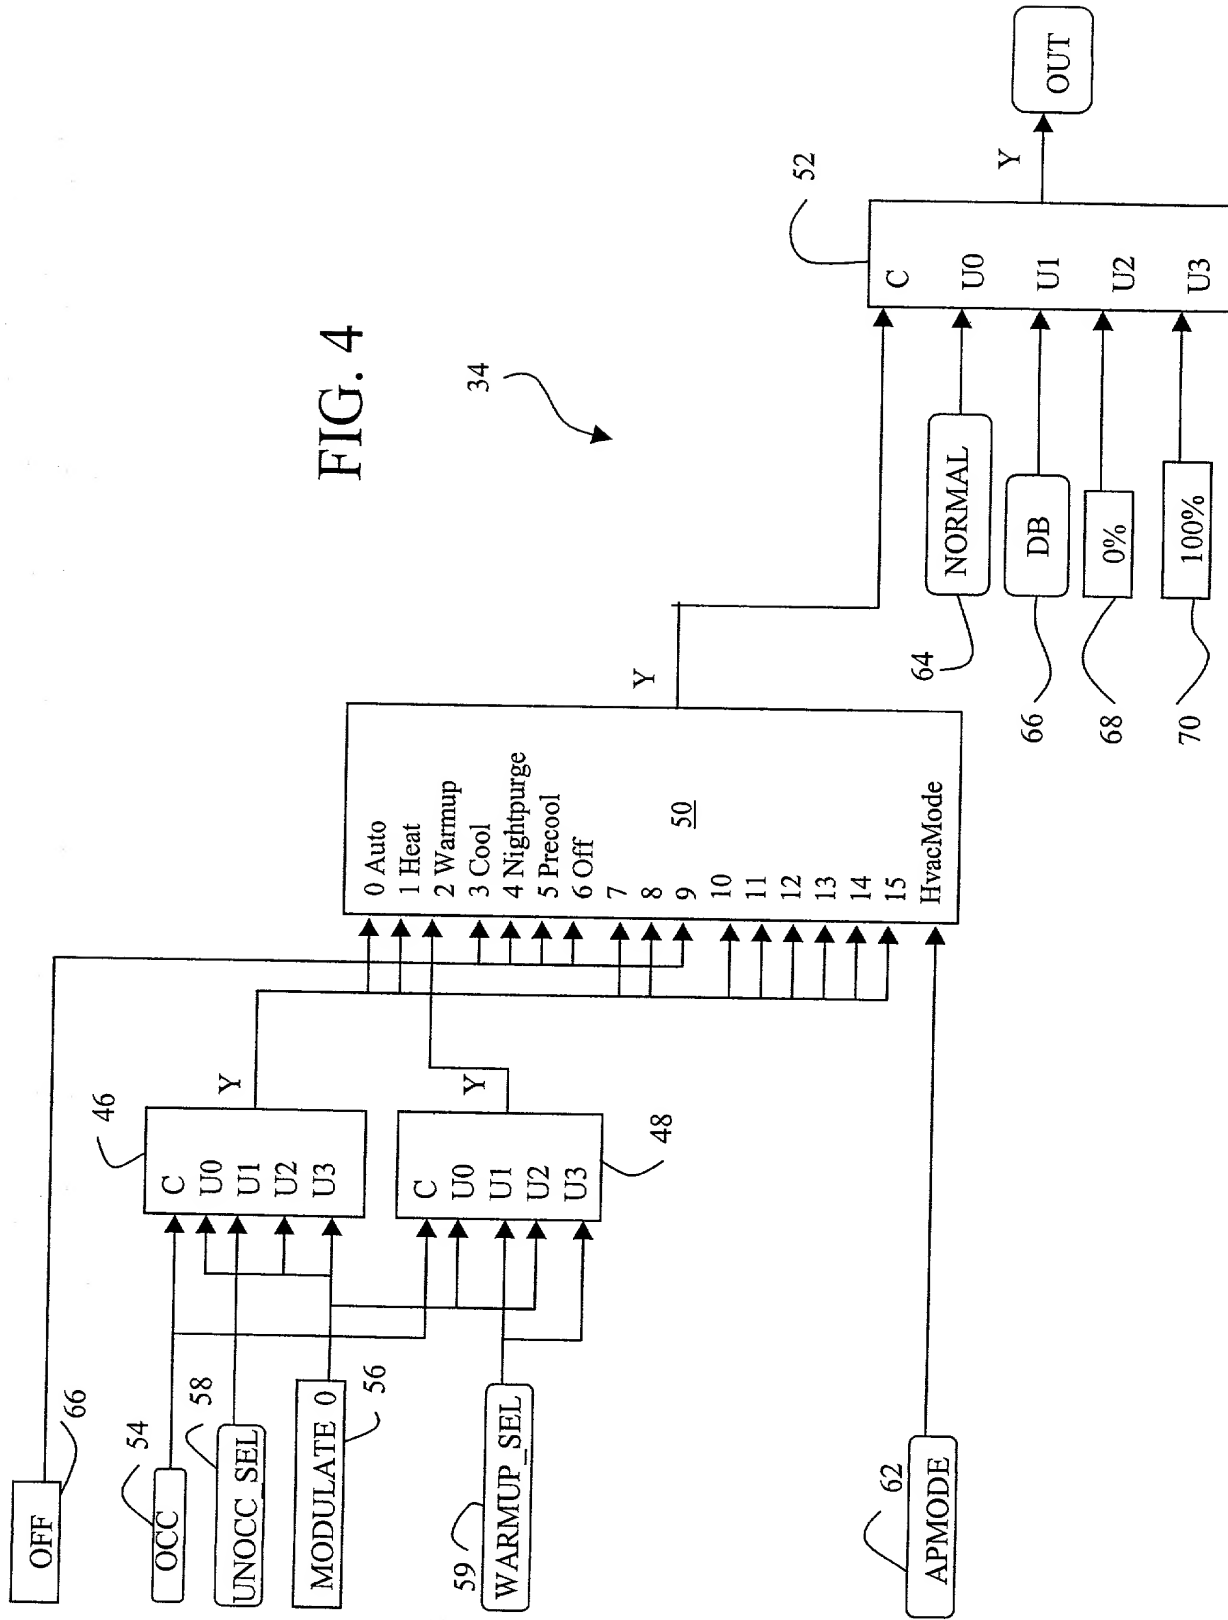 FIG. 4
34
OFF
66
OCC
54
UNOCC_SEL
58
MODULATE 0
56
WARMUP_SEL
59
APMODE
62
46
C
U0
U1
U2
U3
Y
48
C
U0
U1
U2
U3
Y
0 Auto
1 Heat
2 Warmup
3 Cool
4 Nightpurge
5 Precool
6 Off
7
8
9
10
11
12
13
14
15
HvacMode
50
Y
NORMAL
64
DB
66
0%
68
100%
70
52
C
U0
U1
U2
U3
Y
OUT